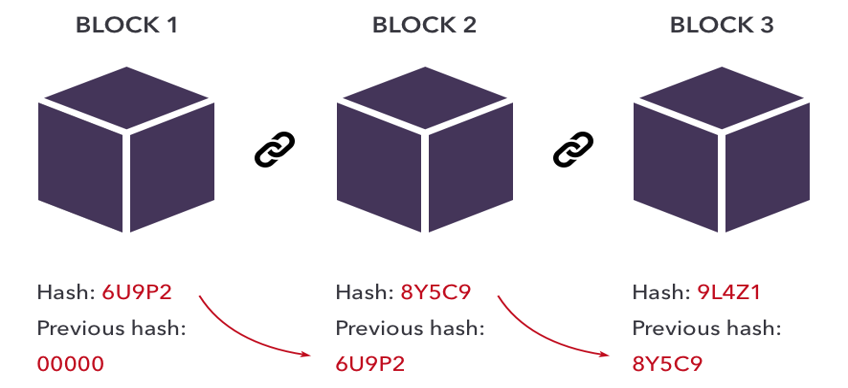 BLOCK 1
BLOCK 2
BLOCK 3
Hash: 6U9P2
Previous hash:
00000
Hash: 8Y5C9
Previous hash:
6U9P2
Hash: 9L4Z1
Previous hash:
8Y5C9